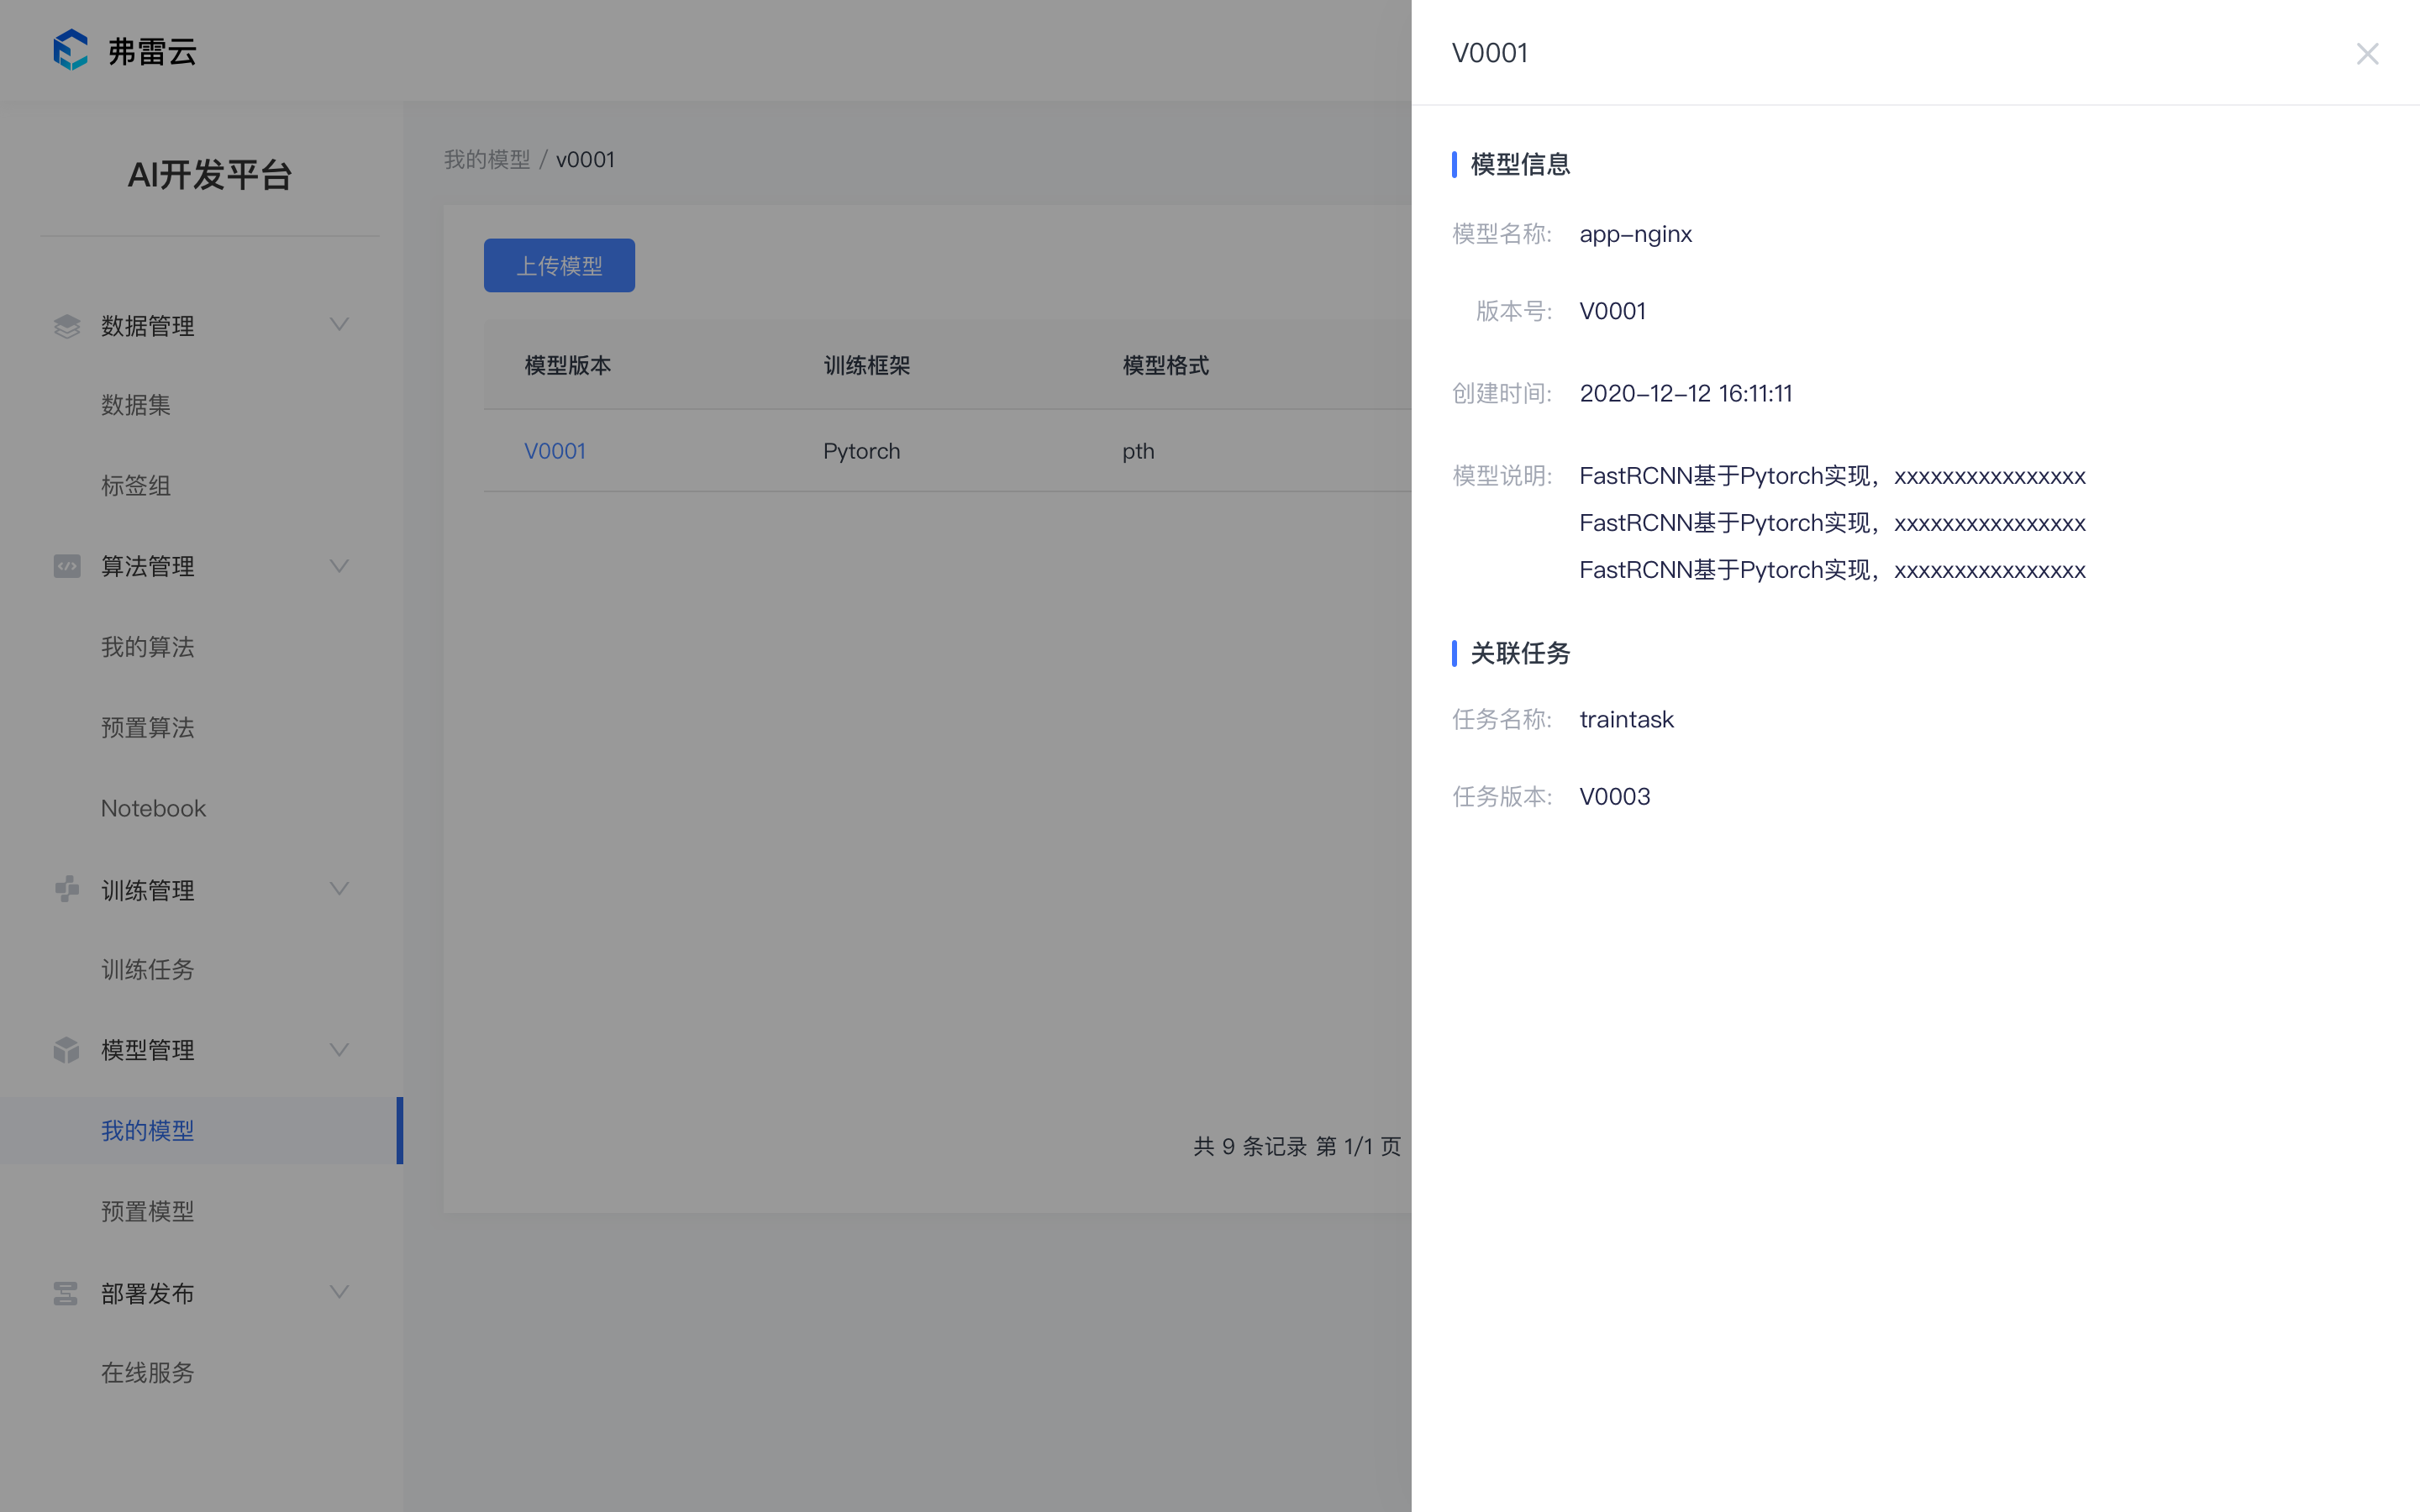 弗雷云
AI开发平台
数据管理
数据集
标签组
算法管理
我的算法
预置算法
Notebook
训练管理
训练任务
模型管理
我的模型
预置模型
部署发布
在线服务
我的模型 / v0001
上传模型
模型版本 训练框架 模型格式
V0001 Pytorch pth
共 9 条记录 第 1/1 页
V0001
模型信息
模型名称: app-nginx
版本号: V0001
创建时间: 2020-12-12 16:11:11
模型说明: FastRCNN基于Pytorch实现，xxxxxxxxxxxxxxxx
FastRCNN基于Pytorch实现，xxxxxxxxxxxxxxxx
FastRCNN基于Pytorch实现，xxxxxxxxxxxxxxxx
关联任务
任务名称: traintask
任务版本: V0003